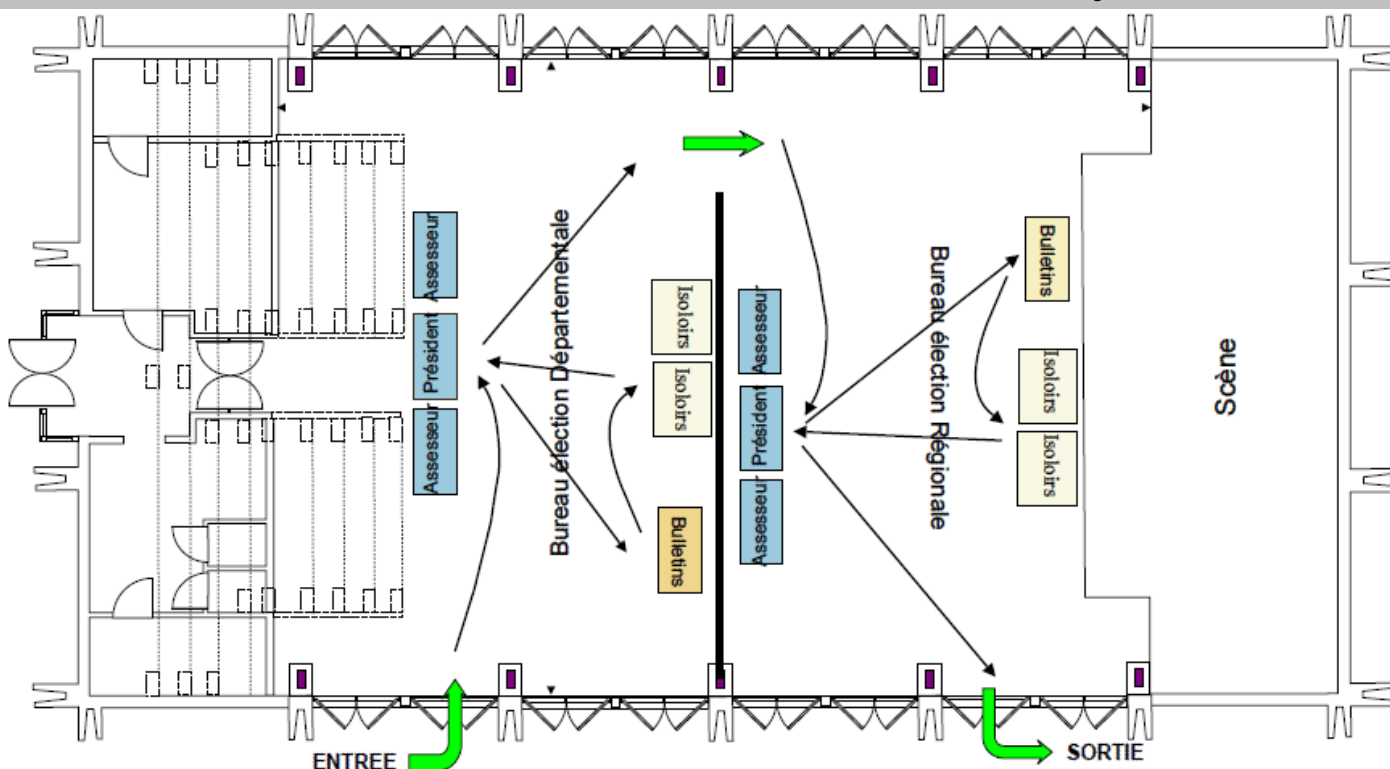 Assesseur
Président
Assesseur
Bureau élection Départementale
Isoloirs
Isoloirs
Bulletins
Assesseur
Président
Assesseur
Bureau élection Régionale
Bulletins
Isoloirs
Isoloirs
Scène
ENTREE
SORTIE